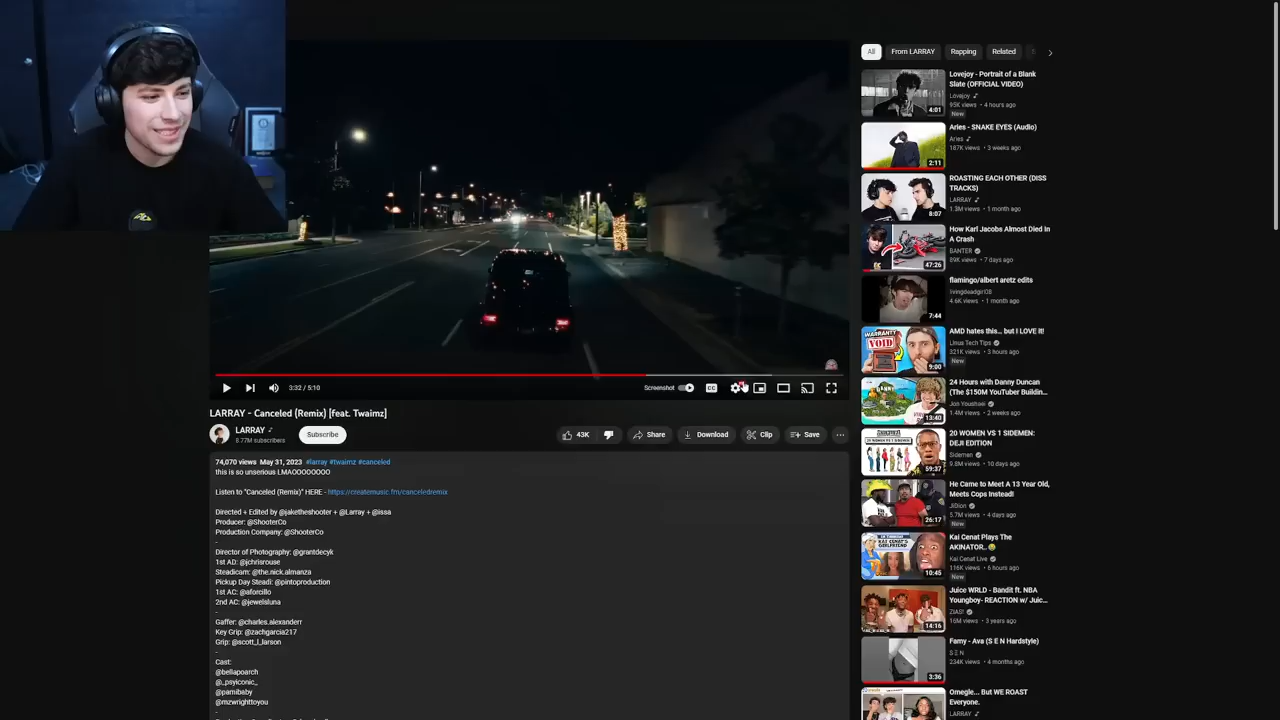 LARRAY - Canceled (Remix) [feat. Twaimz]
LARRAY
8.77M subscribers
Subscribe
43K
Share
Download
Clip
Save
3:32 / 5:10
Screenshot
74,070 views May 31, 2023 #larray #twaimz #canceled
this is so unserious LMAOOOOOOOO
Listen to "Canceled (Remix)" HERE - https://createmusic.fm/canceledremix
Directed + Edited by @jaketheshooter + @Larray + @issa
Producer: @ShooterCo
Production Company: @ShooterCo
-
Director of Photography: @grantdecyk
1st AD: @jchrisrouse
Steadicam: @the.nick.almanza
Pickup Day Steadi: @pintoproduction
1st AC: @aforcillo
2nd AC: @jewelsluna
-
Gaffer: @charles.alexanderr
Key Grip: @zachgarcia217
Grip: @scott_l_larson
-
Cast:
@bellapoarch
@_psyiconic_
@pamibaby
@mzwrighttoyou
All
From LARRAY
Rapping
Related
Lovejoy - Portrait of a Blank
Slate (OFFICIAL VIDEO)
Lovejoy
95K views • 4 hours ago
New
4:01
Aries - SNAKE EYES (Audio)
Aries
187K views • 3 weeks ago
2:11
ROASTING EACH OTHER (DISS
TRACKS)
LARRAY
1.3M views • 1 month ago
8:07
How Karl Jacobs Almost Died In
A Crash
BANTER
89K views • 7 days ago
47:26
flamingo/albert aretz edits
livingdeadgirl08
4.6K views • 1 month ago
7:44
AMD hates this... but I LOVE it!
Linus Tech Tips
321K views • 3 hours ago
WARRANTY
VOID
9:00
24 Hours with Danny Duncan
(The $150M YouTuber Buildin...
Jon Youshaei
1.4M views • 2 weeks ago
13:40
20 WOMEN VS 1 SIDEMEN:
DEJI EDITION
Sidemen
9.8M views • 10 days ago
59:37
He Came to Meet A 13 Year Old,
Meets Cops Instead!
JiDion
5.7M views • 4 days ago
New
26:17
Kai Cenat Plays The
AKINATOR..
Kai Cenat Live
116K views • 6 hours ago
New
10:45
Juice WRLD - Bandit ft. NBA
Youngboy- REACTION w/ Juic...
ZIAS!
16M views • 3 years ago
14:16
Famy - Ava (S E N Hardstyle)
S E N
234K views • 4 months ago
3:36
Omegle... But WE ROAST
Everyone.
LARRAY